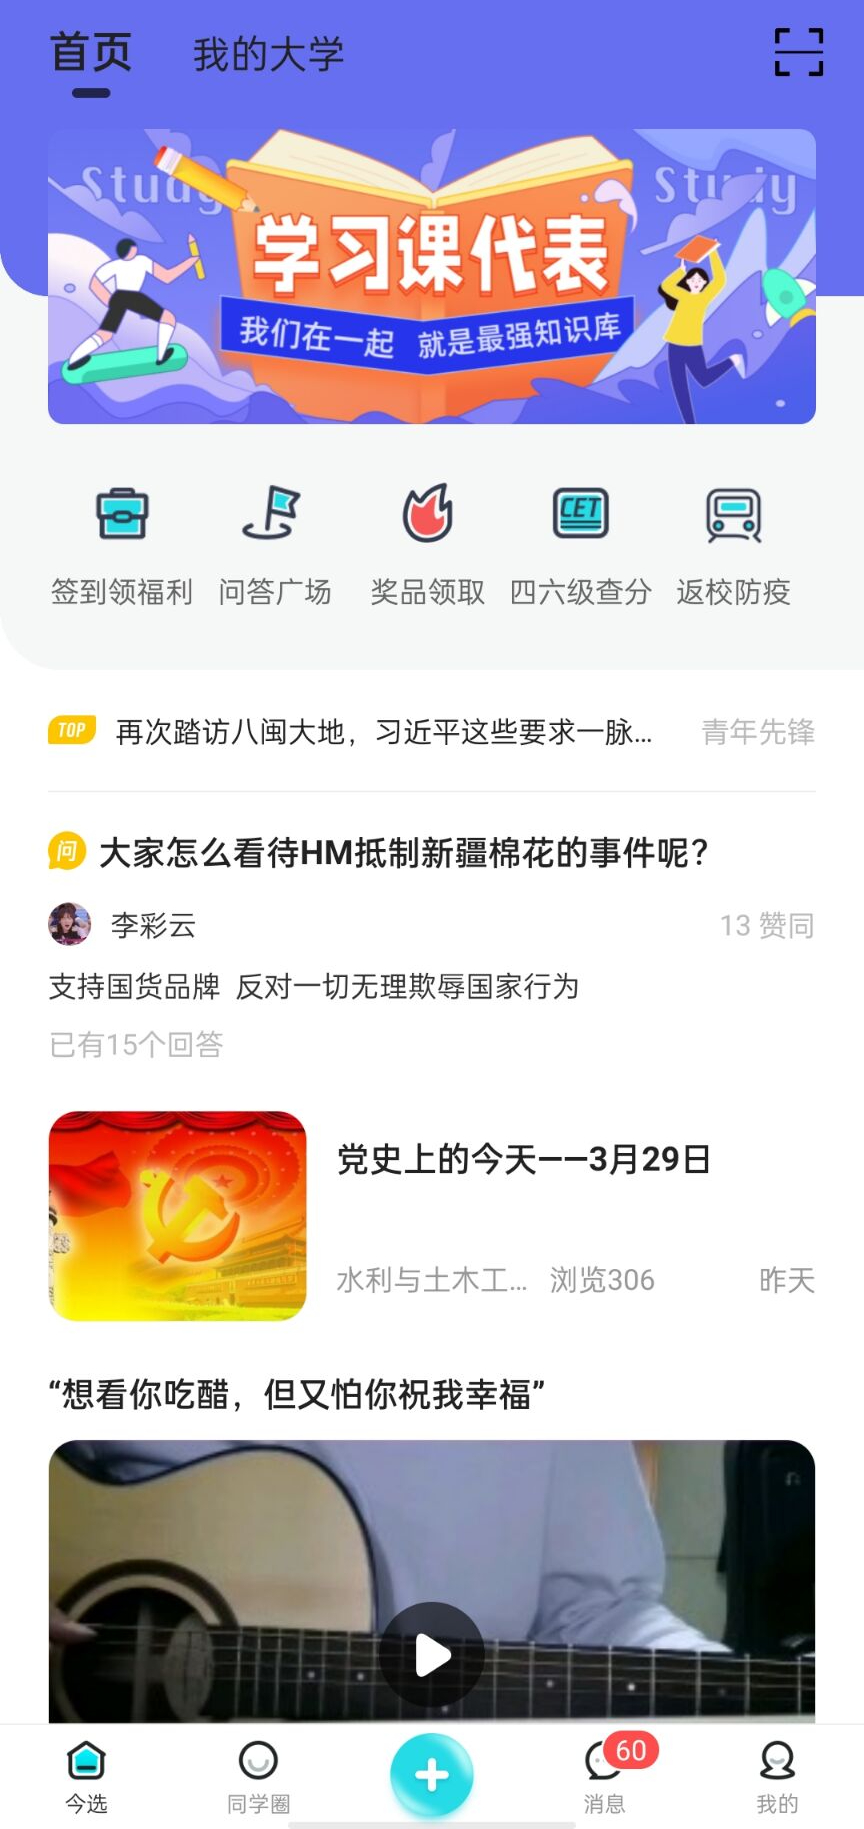 首页 我的大学
Study
学习课代表
我们在一起 就是最强知识库
CET
签到领福利 问答广场 奖品领取 四六级查分 返校防疫
TOP 再次踏访八闽大地，习近平这些要求一脉... 青年先锋
问 大家怎么看待HM抵制新疆棉花的事件呢？
李彩云 13 赞同
支持国货品牌 反对一切无理欺辱国家行为
已有15个回答
党史上的今天——3月29日
水利与土木工... 浏览306 昨天
“想看你吃醋，但又怕你祝我幸福”
60
今选 同学圈 消息 我的